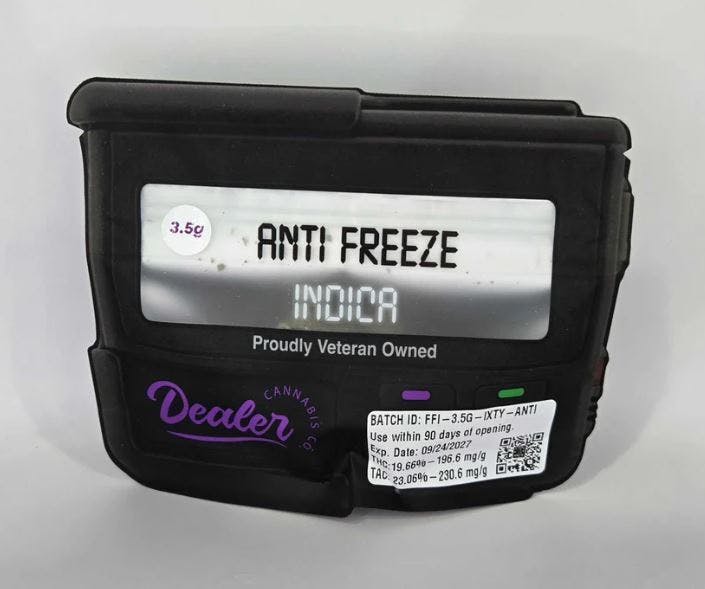 3.5g
ANTI FREEZE
INDICA
Proudly Veteran Owned
Dealer
CANNABIS CO
BATCH ID: FFI-3.5G-IXTY-ANTI
Use within 90 days of opening.
Exp. Date: 09/24/2027
THC: 19.66% - 196.6 mg/g
TAC: 23.06% - 230.6 mg/g